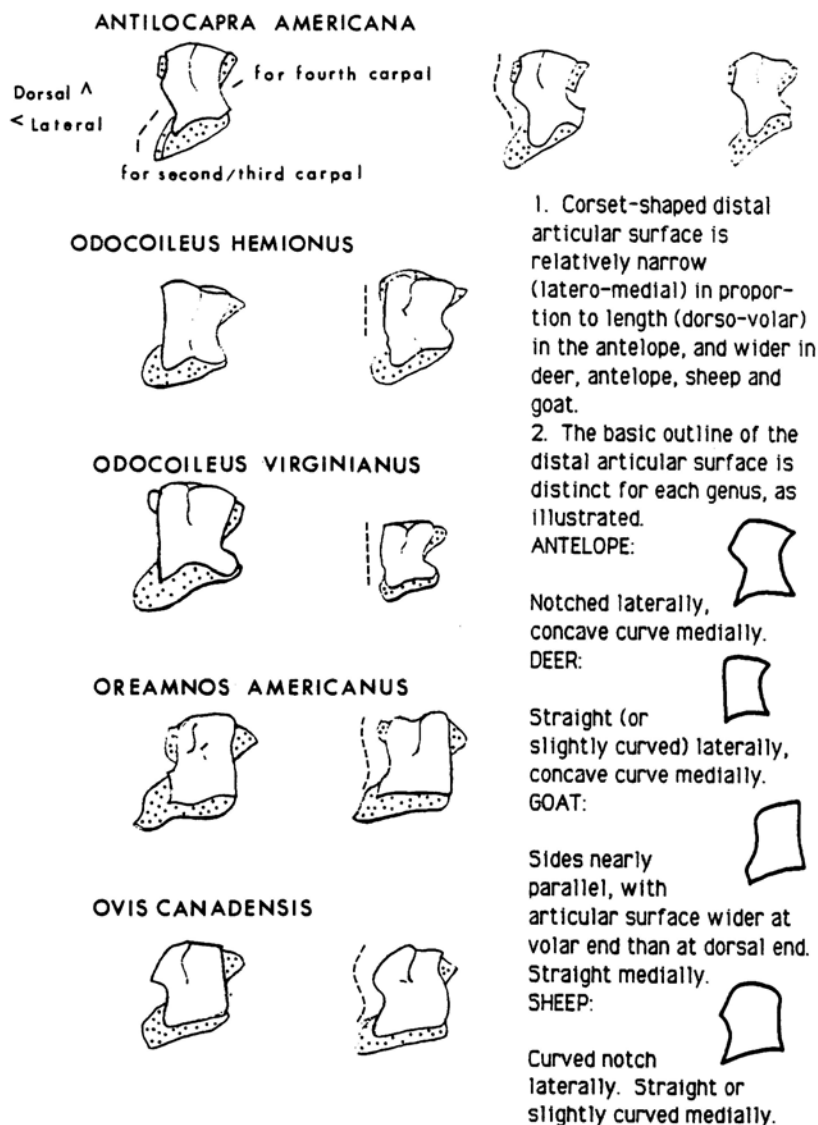 ANTILOCAPRA AMERICANA
Dorsal ^
< Lateral
for fourth carpal
for second/third carpal
ODOCOILEUS HEMIONUS
ODOCOILEUS VIRGINIANUS
OREAMNOS AMERICANUS
OVIS CANADENSIS
1. Corset-shaped distal
articular surface is
relatively narrow
(latero-medial) in propor-
tion to length (dorso-volar)
in the antelope, and wider in
deer, antelope, sheep and
goat.
2. The basic outline of the
distal articular surface is
distinct for each genus, as
illustrated.
ANTELOPE:
Notched laterally,
concave curve medially.
DEER:
Straight (or
slightly curved) laterally,
concave curve medially.
GOAT:
Sides nearly
parallel, with
articular surface wider at
volar end than at dorsal end.
Straight medially.
SHEEP:
Curved notch
laterally. Straight or
slightly curved medially.